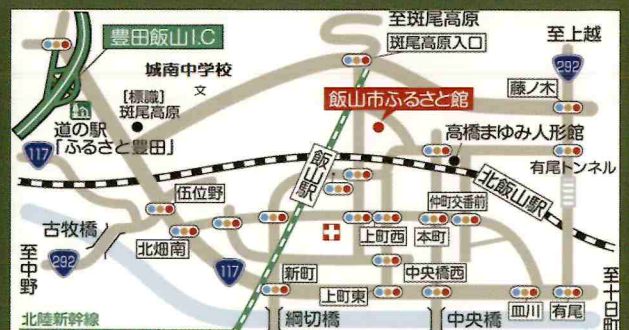 至斑尾高原
豊田飯山I.C
斑尾高原入口
至上越
292
城南中学校
文
[標識]
斑尾高原
飯山市ふるさと館
藤ノ木
道の駅
「ふるさと豊田」
高橋まゆみ人形館
117
飯山駅
有尾トンネル
北飯山駅
伍位野
仲町交番前
古牧橋
北畑南
上町西
本町
至中野
292
117
新町
中央橋西
至十日町
上町東
皿川
有尾
北陸新幹線
綱切橋
中央橋